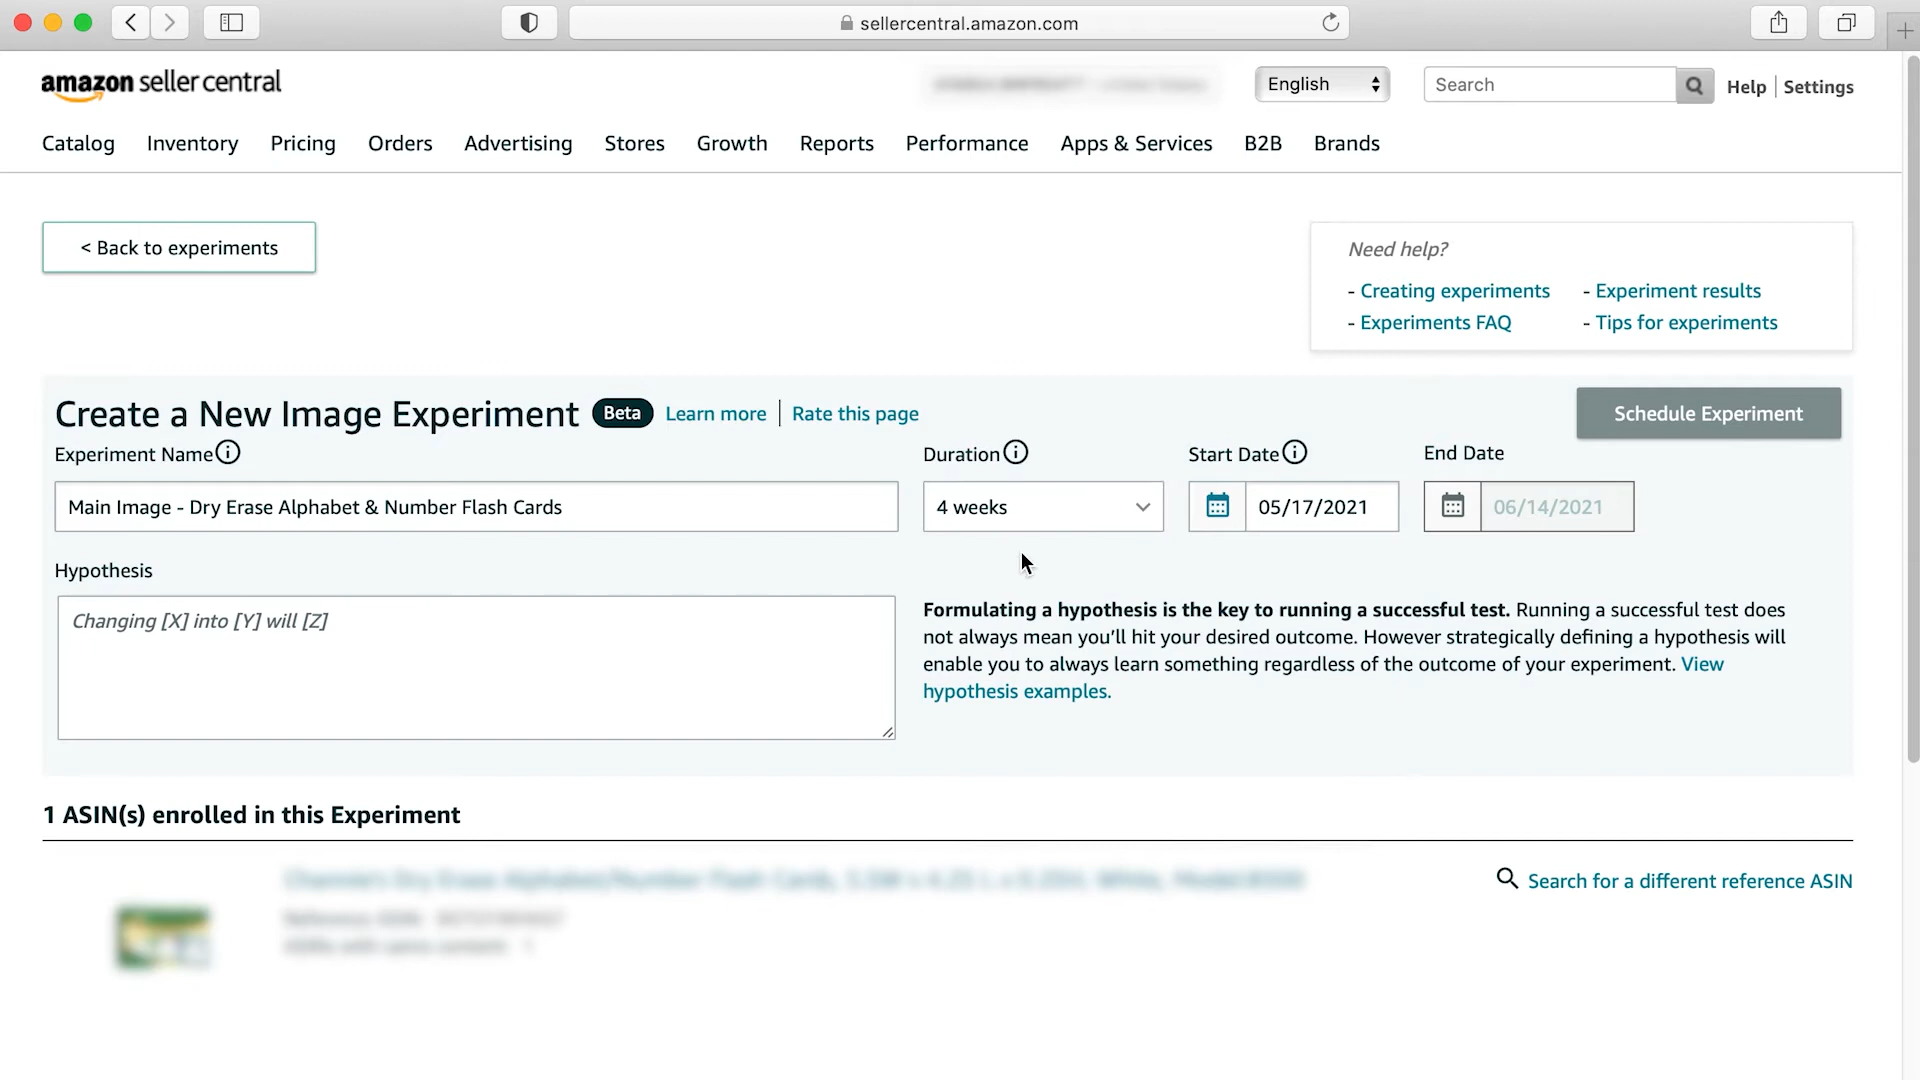 sellercentral.amazon.com
amazon seller central
English
Search
Help
Settings
Catalog
Inventory
Pricing
Orders
Advertising
Stores
Growth
Reports
Performance
Apps & Services
B2B
Brands
< Back to experiments
Need help?
- Creating experiments
- Experiment results
- Experiments FAQ
- Tips for experiments
Create a New Image Experiment
Beta
Learn more
Rate this page
Schedule Experiment
Experiment Name
Duration
Start Date
End Date
Main Image - Dry Erase Alphabet & Number Flash Cards
4 weeks
05/17/2021
06/14/2021
Hypothesis
Changing [X] into [Y] will [Z]
Formulating a hypothesis is the key to running a successful test. Running a successful test does
not always mean you’ll hit your desired outcome. However strategically defining a hypothesis will
enable you to always learn something regardless of the outcome of your experiment. View
hypothesis examples.
1 ASIN(s) enrolled in this Experiment
Search for a different reference ASIN